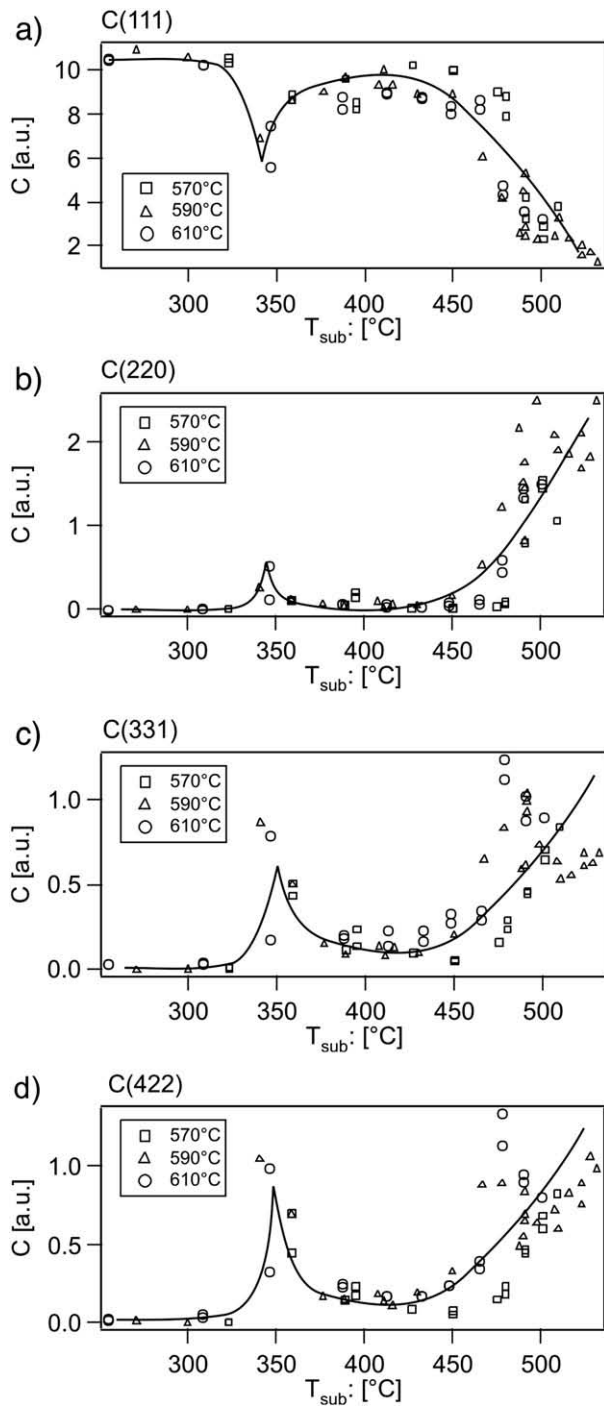 a) C(111)
10
8
6
4
2
C [a.u.]
570°C
590°C
610°C
300 350 400 450 500
T_sub: [°C]
b) C(220)
2
1
0
C [a.u.]
570°C
590°C
610°C
300 350 400 450 500
T_sub: [°C]
c) C(331)
1.0
0.5
0.0
C [a.u.]
570°C
590°C
610°C
300 350 400 450 500
T_sub: [°C]
d) C(422)
1.0
0.5
0.0
C [a.u.]
570°C
590°C
610°C
300 350 400 450 500
T_sub: [°C]